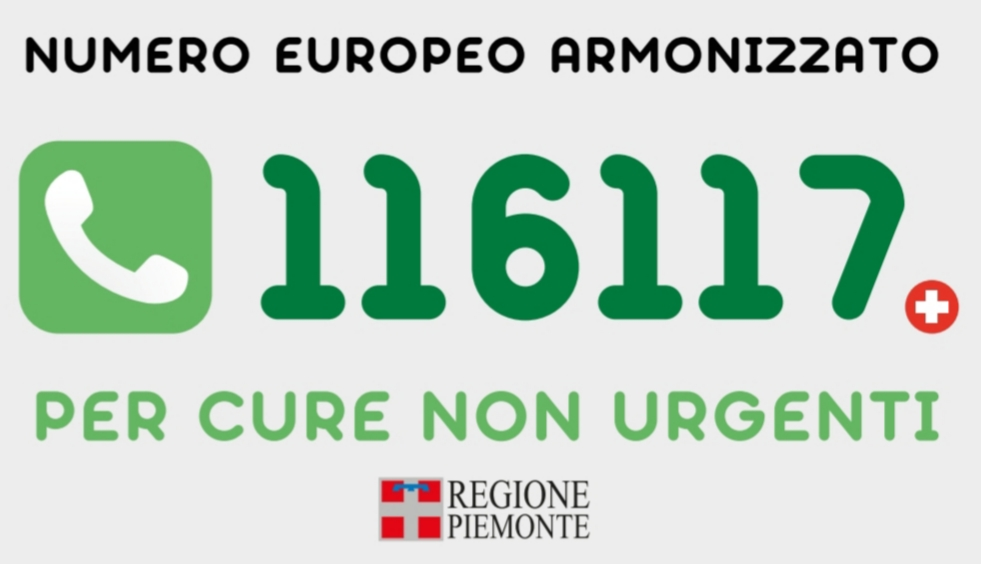 NUMERO EUROPEO ARMONIZZATO
116117
PER CURE NON URGENTI
REGIONE
PIEMONTE